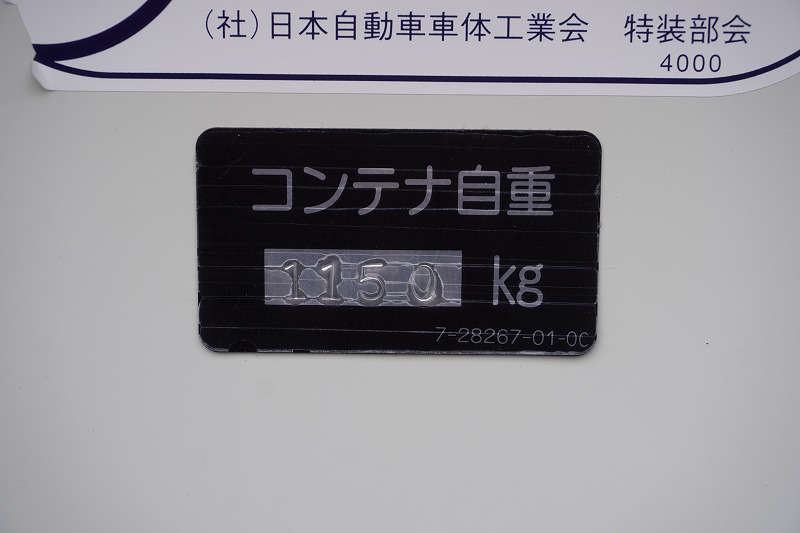 (社)日本自動車車体工業会 特装部会
4000
コンテナ自重
1150 kg
7-28267-01-0C